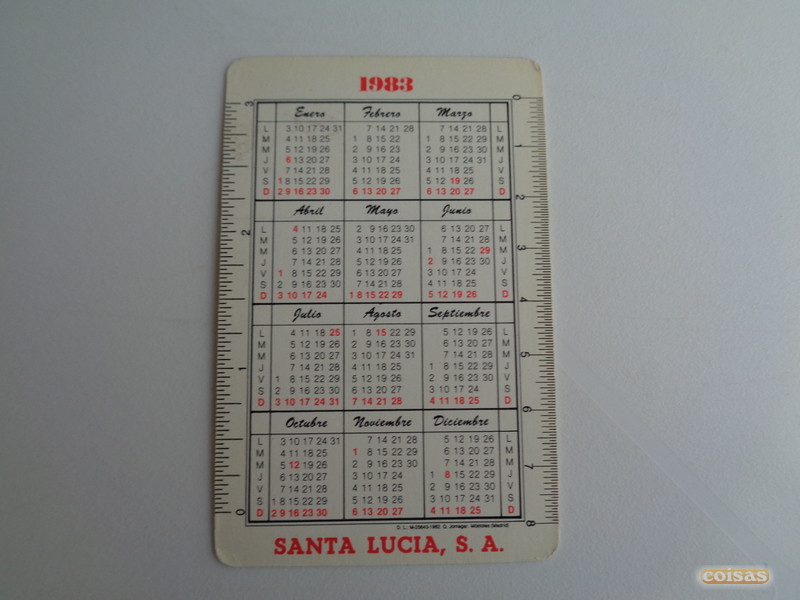 1983
Enero Febrero Marzo
L 3 10 17 24 31 7 14 21 28 7 14 21 28 L
M 4 11 18 25 1 8 15 22 1 8 15 22 29 M
M 5 12 19 26 2 9 16 23 2 9 16 23 30 M
J 6 13 20 27 3 10 17 24 3 10 17 24 31 J
V 7 14 21 28 4 11 18 25 4 11 18 25 V
S 1 8 15 22 29 5 12 19 26 5 12 19 26 S
D 2 9 16 23 30 6 13 20 27 6 13 20 27 D
Abril Mayo Junio
L 4 11 18 25 2 9 16 23 30 6 13 20 27 L
M 5 12 19 26 3 10 17 24 31 7 14 21 28 M
M 6 13 20 27 4 11 18 25 1 8 15 22 29 M
J 7 14 21 28 5 12 19 26 2 9 16 23 30 J
V 1 8 15 22 29 6 13 20 27 3 10 17 24 V
S 2 9 16 23 30 7 14 21 28 4 11 18 25 S
D 3 10 17 24 1 8 15 22 29 5 12 19 26 D
Julio Agosto Septiembre
L 4 11 18 25 1 8 15 22 29 5 12 19 26 L
M 5 12 19 26 2 9 16 23 30 6 13 20 27 M
M 6 13 20 27 3 10 17 24 31 7 14 21 28 M
J 7 14 21 28 4 11 18 25 1 8 15 22 29 J
V 1 8 15 22 29 5 12 19 26 2 9 16 23 30 V
S 2 9 16 23 30 6 13 20 27 3 10 17 24 S
D 3 10 17 24 31 7 14 21 28 4 11 18 25 D
Octubre Noviembre Diciembre
L 3 10 17 24 31 7 14 21 28 5 12 19 26 L
M 4 11 18 25 1 8 15 22 29 6 13 20 27 M
M 5 12 19 26 2 9 16 23 30 7 14 21 28 M
J 6 13 20 27 3 10 17 24 1 8 15 22 29 J
V 7 14 21 28 4 11 18 25 2 9 16 23 30 V
S 1 8 15 22 29 5 12 19 26 3 10 17 24 31 S
D 2 9 16 23 30 6 13 20 27 4 11 18 25 D
SANTA LUCIA, S. A.
3 2 1 0
0 1 2 3 4 5 6 7 8
coisas